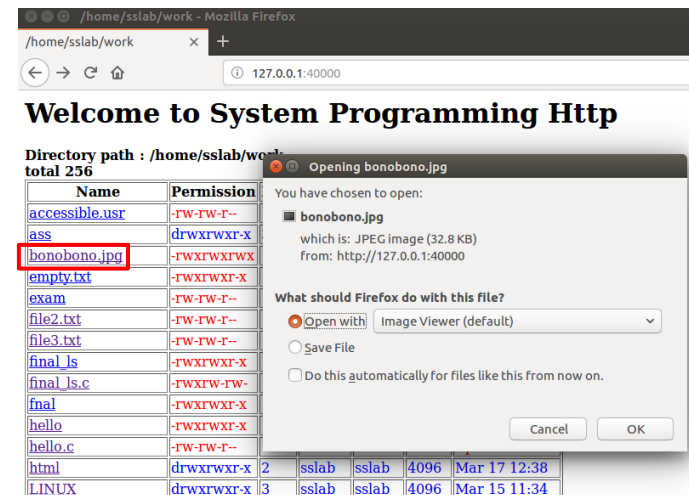 /home/sslab/work - Mozilla Firefox
/home/sslab/work × +
127.0.0.1:40000
Welcome to System Programming Http
Directory path : /home/sslab/work
total 256
Name Permission
accessible.usr -rw-rw-r--
ass drwxrwxr-x
bonobono.jpg -rwxrwxrwx
empty.txt -rwxrwxr-x
exam -rw-rw-r--
file2.txt -rw-rw-r--
file3.txt -rw-rw-r--
final_ls -rwxrwxr-x
final_ls.c -rwxrw-rw-
fnal -rwxrwxr-x
hello -rwxrwxr-x
hello.c -rw-rw-r--
html drwxrwxr-x 2 sslab sslab 4096 Mar 17 12:38
LINUX drwxrwxr-x 3 sslab sslab 4096 Mar 15 11:34
Opening bonobono.jpg
You have chosen to open:
bonobono.jpg
which is: JPEG image (32.8 KB)
from: http://127.0.0.1:40000
What should Firefox do with this file?
Open with Image Viewer (default)
Save File
Do this automatically for files like this from now on.
Cancel OK